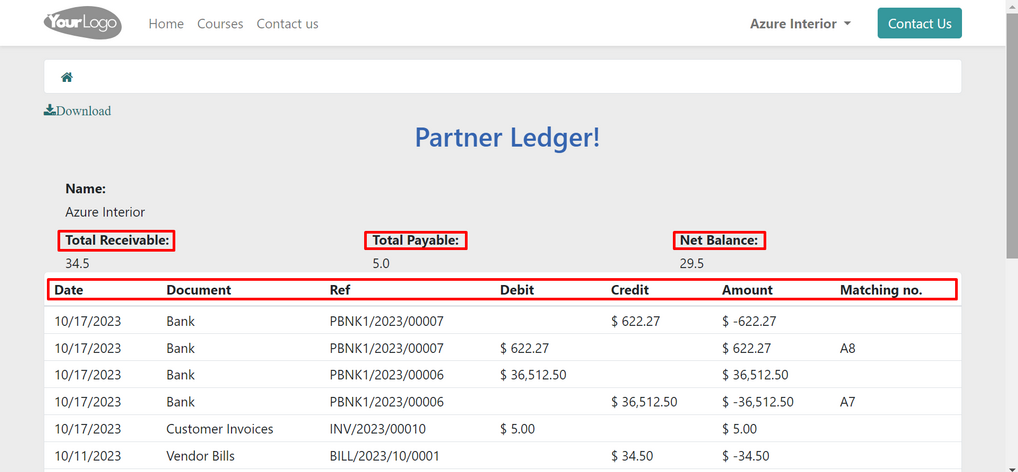 YourLogo Home Courses Contact us Azure Interior Contact Us
Download
Partner Ledger!
Name:
Azure Interior
Total Receivable: Total Payable: Net Balance:
34.5 5.0 29.5
Date Document Ref Debit Credit Amount Matching no.
10/17/2023 Bank PBNK1/2023/00007 $ 622.27 $ -622.27
10/17/2023 Bank PBNK1/2023/00007 $ 622.27 $ 622.27 A8
10/17/2023 Bank PBNK1/2023/00006 $ 36,512.50 $ 36,512.50
10/17/2023 Bank PBNK1/2023/00006 $ 36,512.50 $ -36,512.50 A7
10/17/2023 Customer Invoices INV/2023/00010 $ 5.00 $ 5.00
10/11/2023 Vendor Bills BILL/2023/10/0001 $ 34.50 $ -34.50